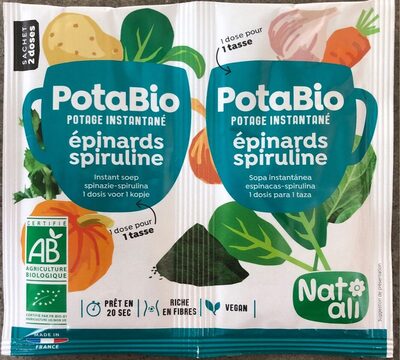 SACHET
2 doses
PotaBio
POTAGE INSTANTANÉ
épinards
spiruline
Instant soep
spinazie-spirulina
1 dosis voor 1 kopje
1 dose pour
1 tasse
1 dose pour
1 tasse
PotaBio
POTAGE INSTANTANÉ
épinards
spiruline
Sopa instantánea
espinacas-spirulina
1 dosis para 1 taza
CERTIFIÉ
AB
AGRICULTURE
BIOLOGIQUE
MADE IN
FRANCE
PRÊT EN
20 SEC
RICHE
EN FIBRES
VEGAN
Nat
ali
Suggestion de présentation